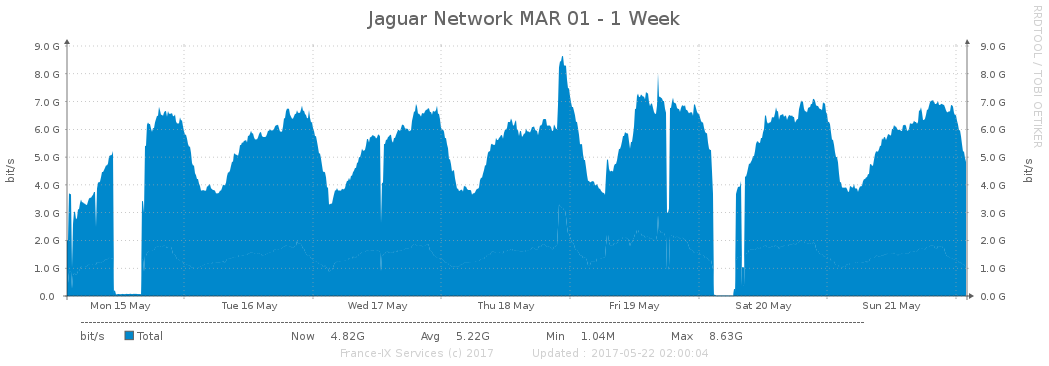 Jaguar Network MAR 01 - 1 Week
RRDTOOL / TOBI OETIKER
bit/s
9.0 G
8.0 G
7.0 G
6.0 G
5.0 G
4.0 G
3.0 G
2.0 G
1.0 G
0.0
9.0 G
8.0 G
7.0 G
6.0 G
5.0 G
4.0 G
3.0 G
2.0 G
1.0 G
0.0 G
bit/s
Mon 15 May Tue 16 May Wed 17 May Thu 18 May Fri 19 May Sat 20 May Sun 21 May
bit/s Total Now 4.82G Avg 5.22G Min 1.04M Max 8.63G
France-IX Services (c) 2017 Updated : 2017-05-22 02:00:04